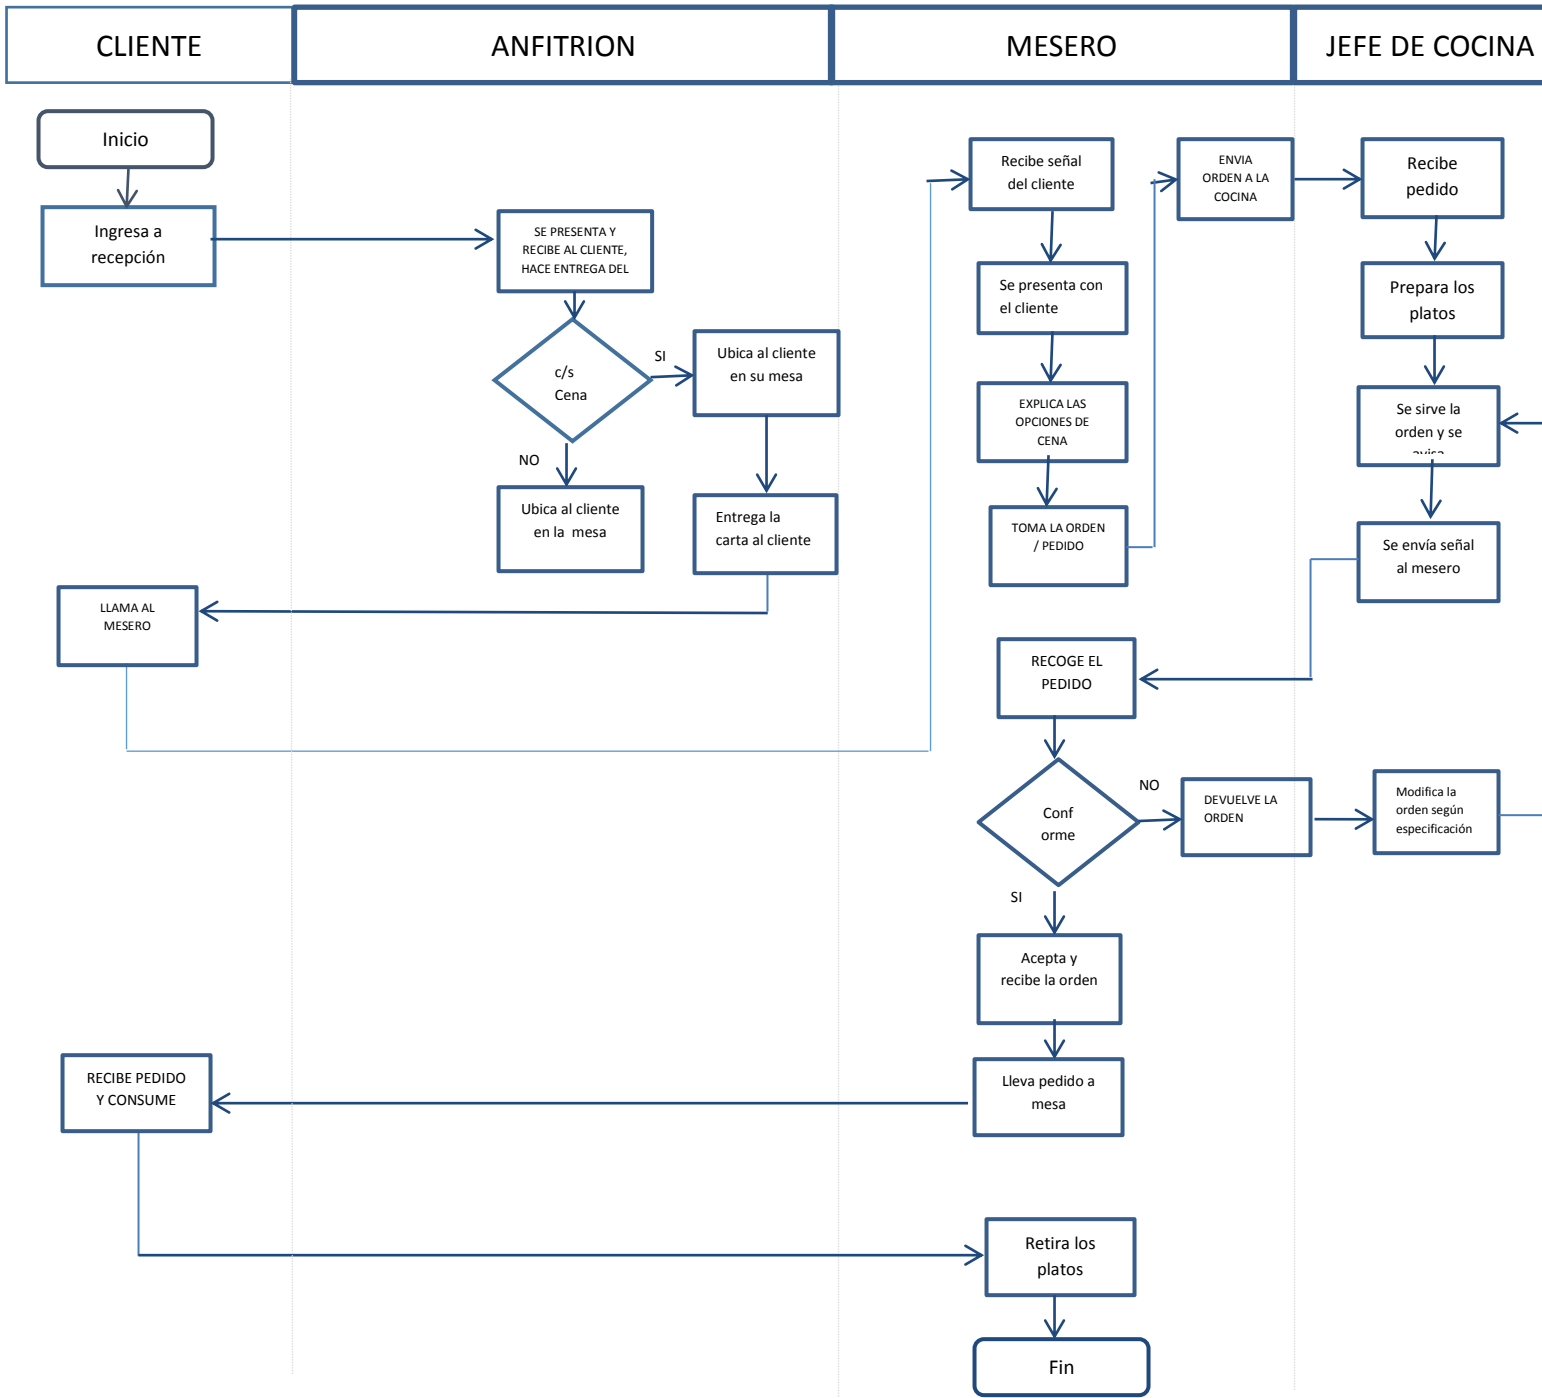 CLIENTE
ANFITRION
MESERO
JEFE DE COCINA
Inicio
Ingresa a
recepción
SE PRESENTA Y
RECIBE AL CLIENTE,
HACE ENTREGA DEL
c/s
Cena
SI
NO
Ubica al cliente
en su mesa
Ubica al cliente
en la mesa
Entrega la
carta al cliente
LLAMA AL
MESERO
Recibe señal
del cliente
Se presenta con
el cliente
EXPLICA LAS
OPCIONES DE
CENA
TOMA LA ORDEN
/ PEDIDO
ENVIA
ORDEN A LA
COCINA
Recibe
pedido
Prepara los
platos
Se sirve la
orden y se
avisa
Se envía señal
al mesero
RECOGE EL
PEDIDO
Conf
orme
NO
SI
DEVUELVE LA
ORDEN
Modifica la
orden según
especificación
Acepta y
recibe la orden
Lleva pedido a
mesa
RECIBE PEDIDO
Y CONSUME
Retira los
platos
Fin